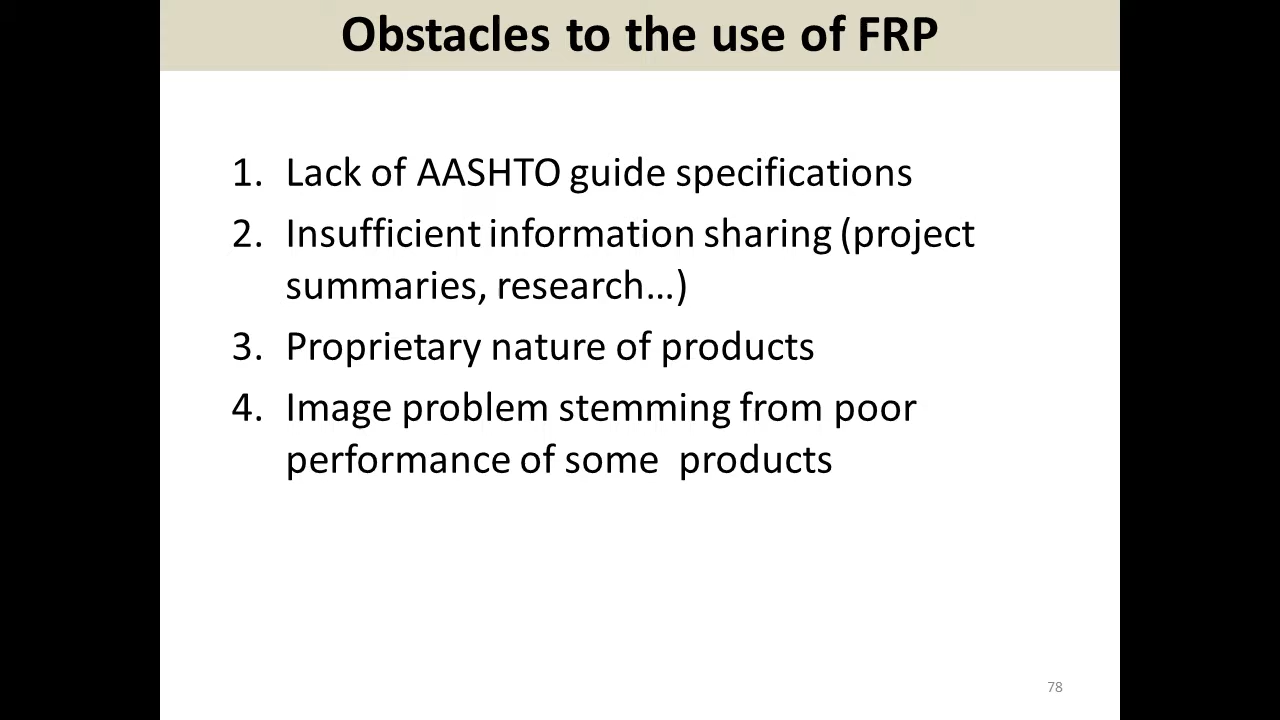 Obstacles to the use of FRP
1. Lack of AASHTO guide specifications
2. Insufficient information sharing (project
summaries, research…)
3. Proprietary nature of products
4. Image problem stemming from poor
performance of some  products
78